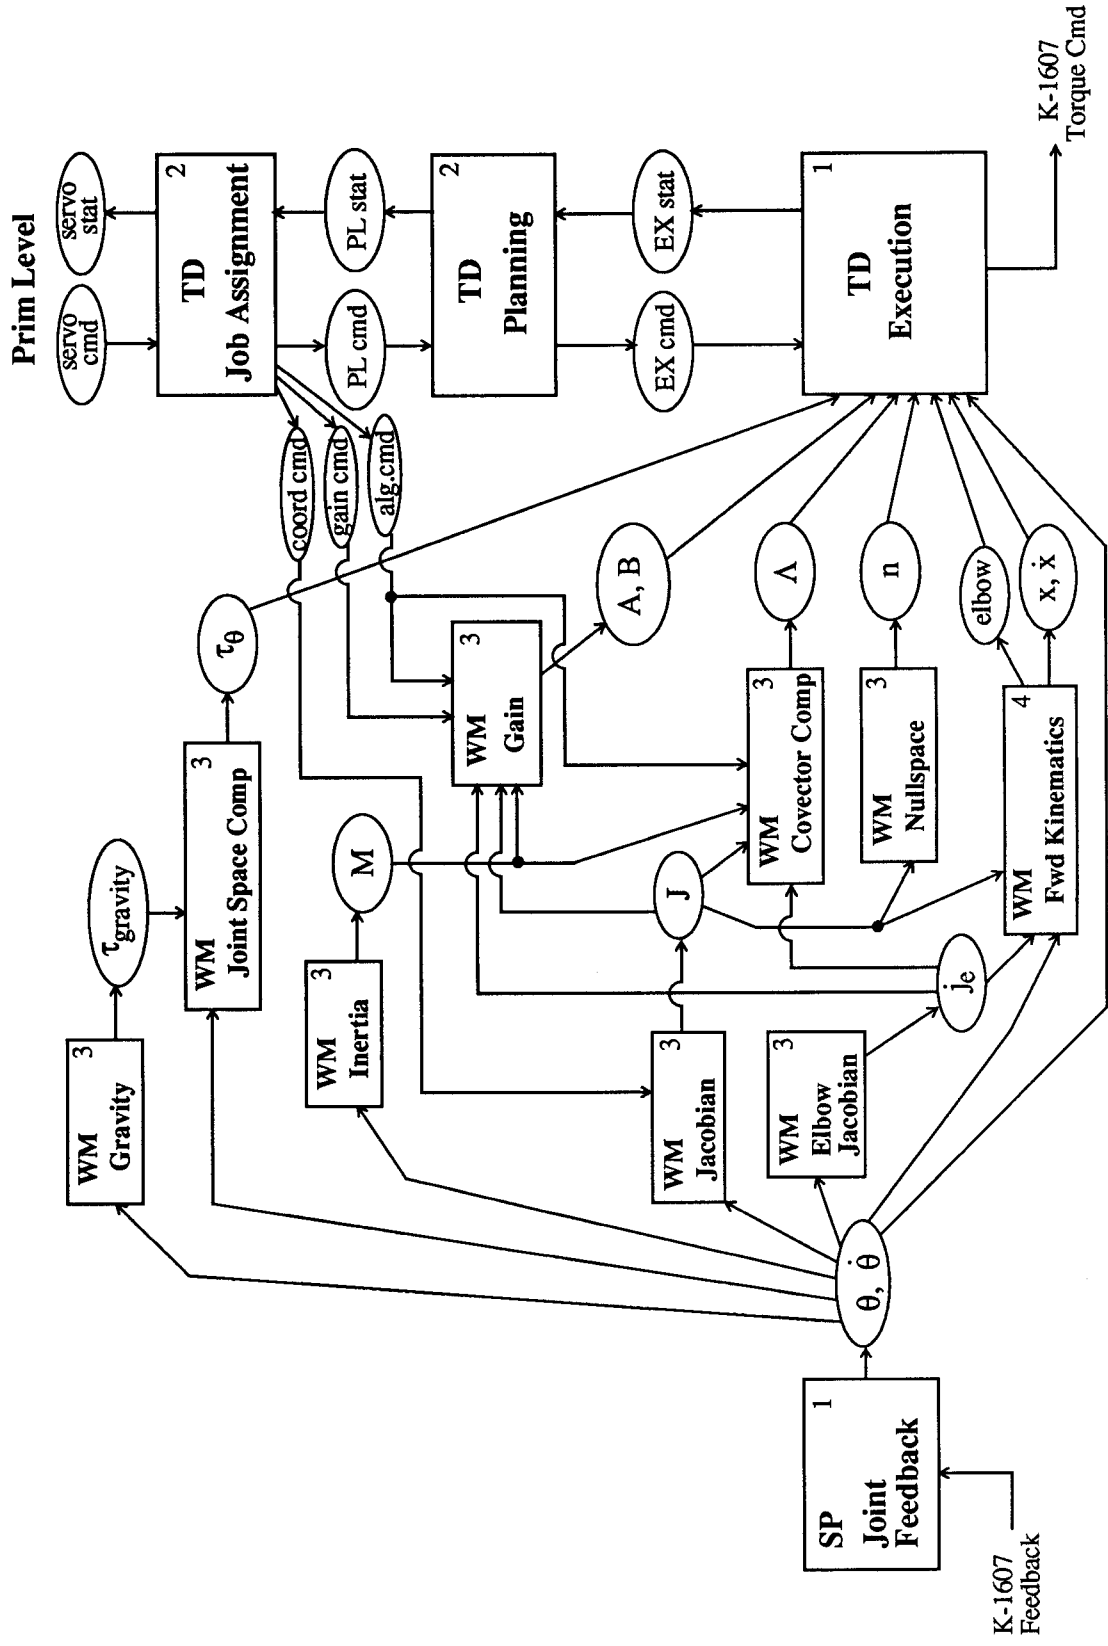 Prim Level
servo
cmd
servo
stat
2
TD
Job Assignment
coord cmd
gain cmd
alg.cmd
PL cmd
PL stat
2
TD
Planning
EX cmd
EX stat
1
TD
Execution
K-1607
Torque Cmd
3
WM
Gravity
τgravity
3
WM
Joint Space Comp
τθ
3
WM
Inertia
M
3
WM
Gain
A, B
3
WM
Jacobian
J
3
WM
Covector Comp
Λ
3
WM
Elbow
Jacobian
je
3
WM
Nullspace
n
4
WM
Fwd Kinematics
elbow
x, ẋ
θ, θ̇
1
SP
Joint
Feedback
K-1607
Feedback